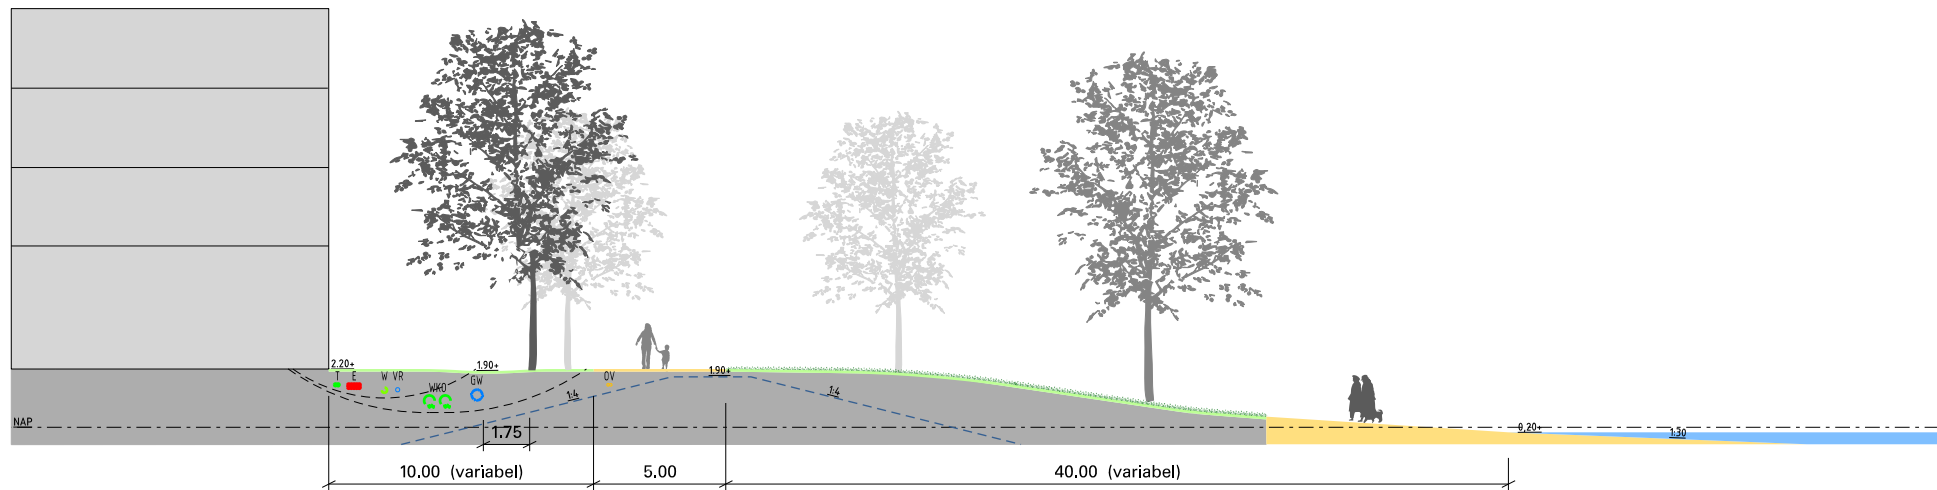 2.20+
1.90+
T E W VR WKO GW OV
1.90+
1:4
1:4
NAP
0,20+
1:30
1.75
10.00 (variabel)
5.00
40.00 (variabel)